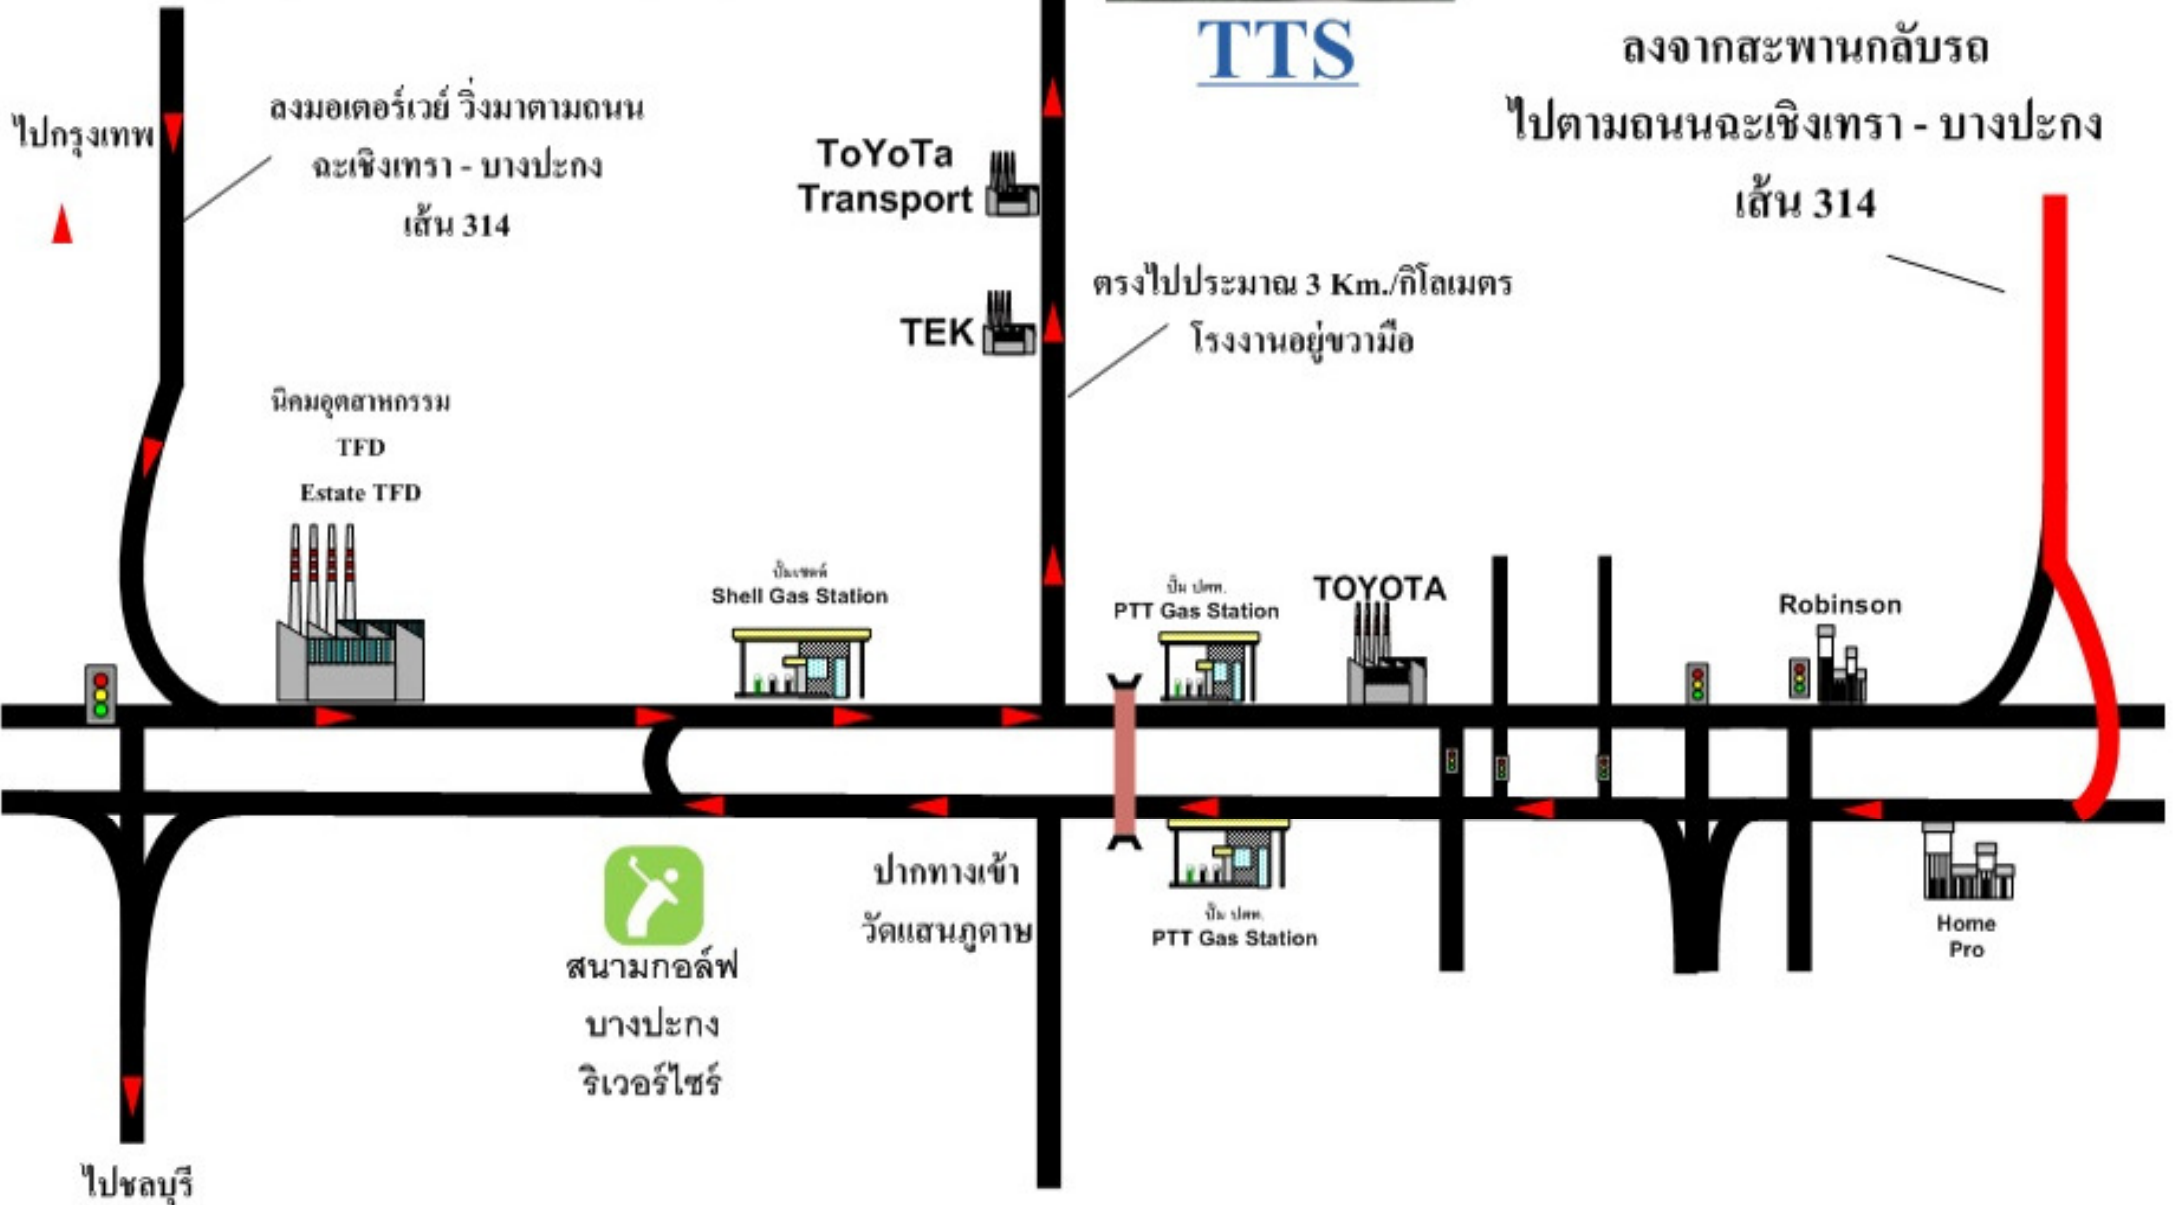 TTS
ลงจากสะพานกลับรถ
ไปตามถนนฉะเชิงเทรา - บางปะกง
เส้น 314
ไปกรุงเทพ
ลงมอเตอร์เวย์ วิ่งมาตามถนน
ฉะเชิงเทรา - บางปะกง
เส้น 314
ToYoTa
Transport
TEK
ตรงไปประมาณ 3 Km./กิโลเมตร
โรงงานอยู่ขวามือ
นิคมอุตสาหกรรม
TFD
Estate TFD
ปั๊มเชลล์
Shell Gas Station
ปั๊ม ปตท.
PTT Gas Station
TOYOTA
Robinson
ปากทางเข้า
วัดแสนภูดาษ
ปั๊ม ปตท.
PTT Gas Station
Home
Pro
สนามกอล์ฟ
บางปะกง
ริเวอร์ไซร์
ไปชลบุรี